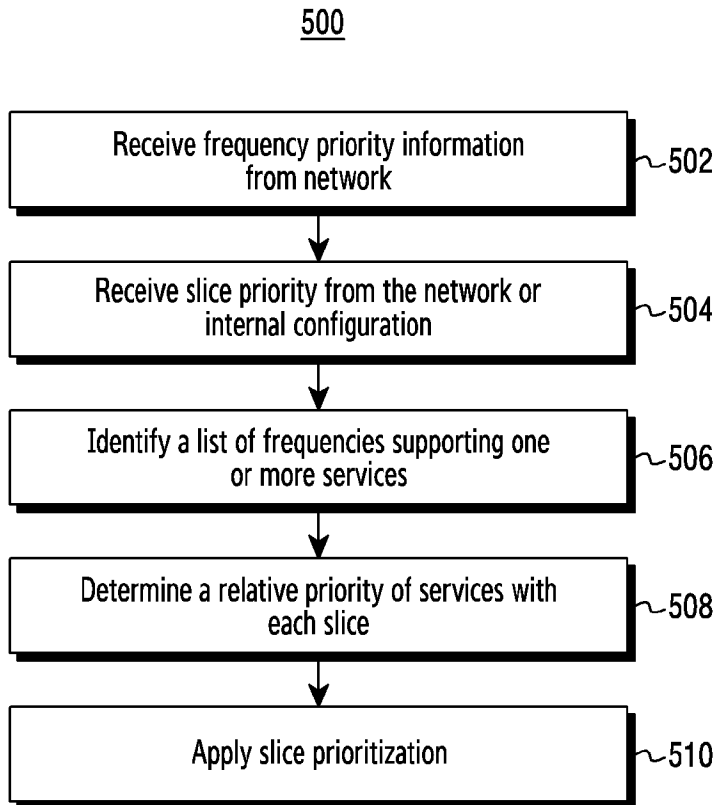 500
Receive frequency priority information
from network
502
Receive slice priority from the network or
internal configuration
504
Identify a list of frequencies supporting one
or more services
506
Determine a relative priority of services with
each slice
508
Apply slice prioritization
510